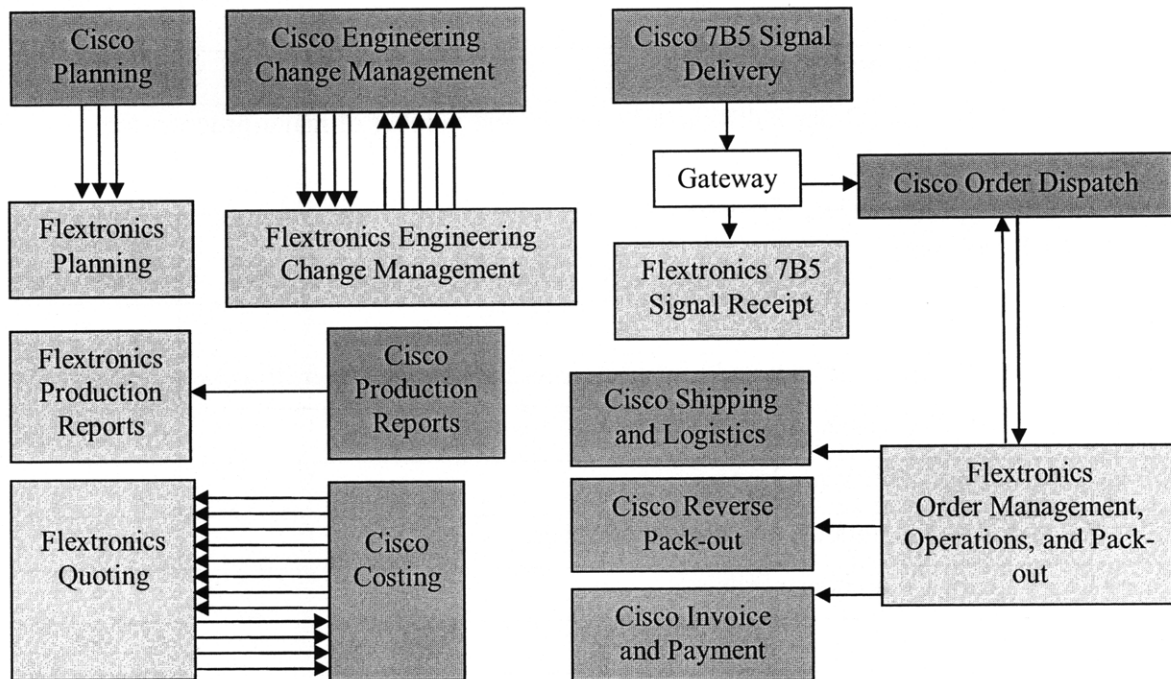 Cisco
Planning
Cisco Engineering
Change Management
Cisco 7B5 Signal
Delivery
Gateway
Cisco Order Dispatch
Flextronics
Planning
Flextronics Engineering
Change Management
Flextronics 7B5
Signal Receipt
Flextronics
Production
Reports
Cisco
Production
Reports
Cisco Shipping
and Logistics
Flextronics
Order Management,
Operations, and Pack-
out
Cisco Reverse
Pack-out
Flextronics
Quoting
Cisco
Costing
Cisco Invoice
and Payment